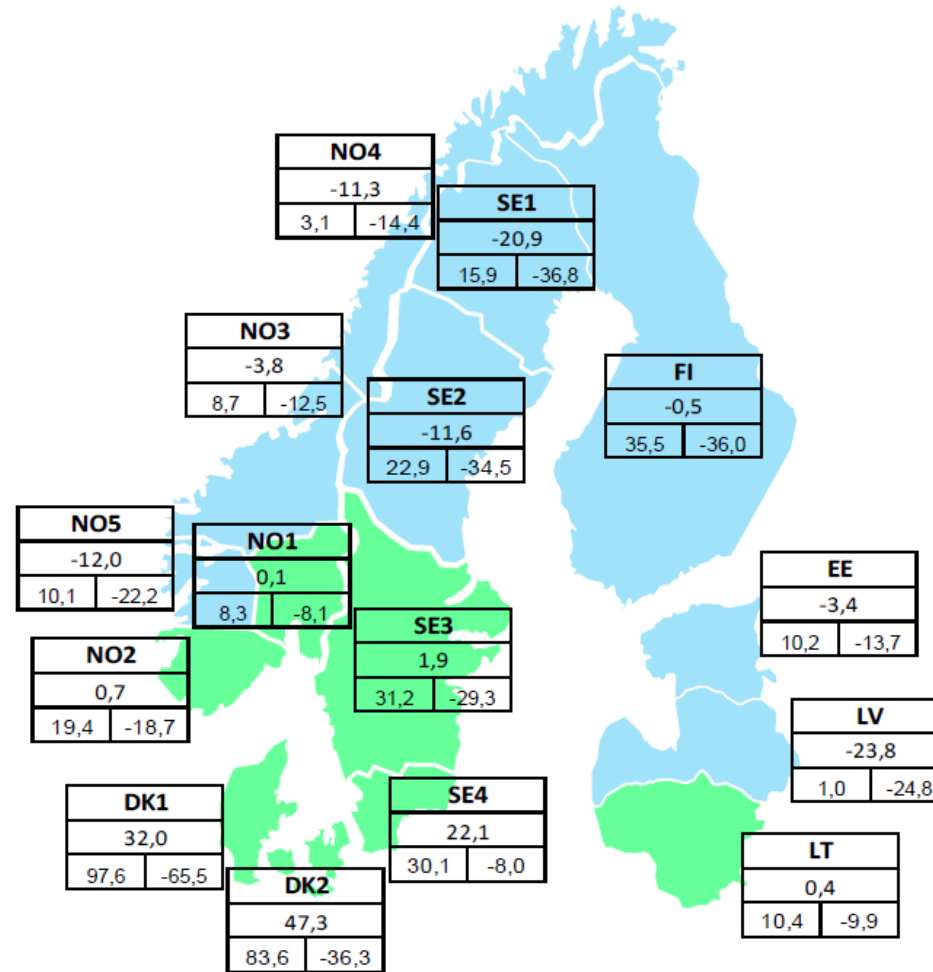 NO4
-11,3
3,1 -14,4
SE1
-20,9
15,9 -36,8
NO3
-3,8
8,7 -12,5
SE2
-11,6
22,9 -34,5
FI
-0,5
35,5 -36,0
NO5
-12,0
10,1 -22,2
NO1
0,1
8,3 -8,1
EE
-3,4
10,2 -13,7
SE3
1,9
31,2 -29,3
NO2
0,7
19,4 -18,7
LV
-23,8
1,0 -24,8
DK1
32,0
97,6 -65,5
SE4
22,1
30,1 -8,0
LT
0,4
10,4 -9,9
DK2
47,3
83,6 -36,3